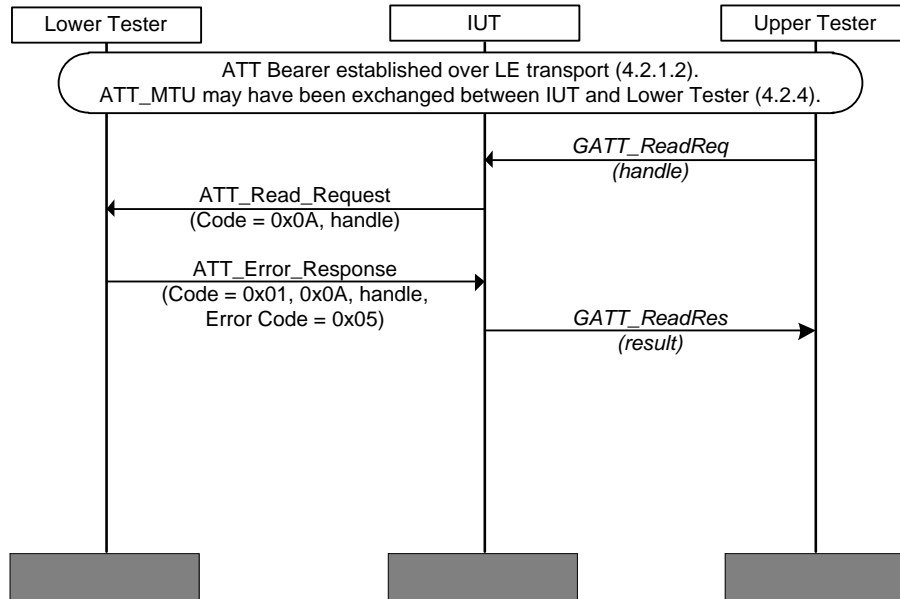 Lower Tester
IUT
Upper Tester
ATT Bearer established over LE transport (4.2.1.2).
ATT_MTU may have been exchanged between IUT and Lower Tester (4.2.4).
GATT_ReadReq
(handle)
ATT_Read_Request
(Code = 0x0A, handle)
ATT_Error_Response
(Code = 0x01, 0x0A, handle,
Error Code = 0x05)
GATT_ReadRes
(result)